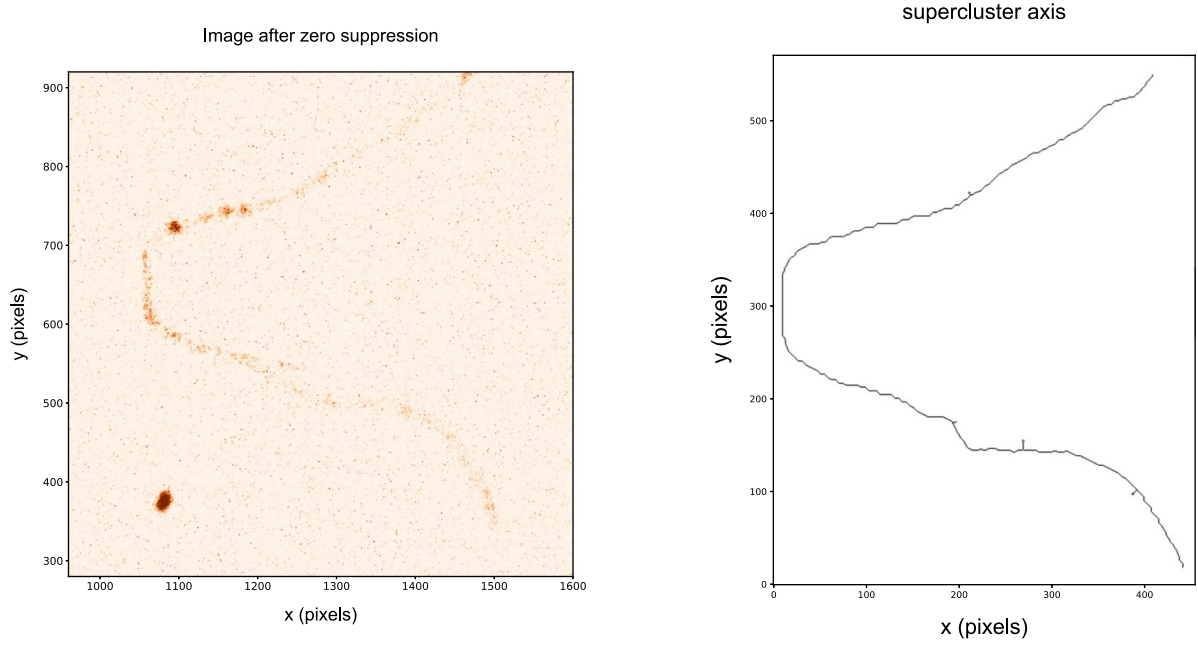 Image after zero suppression
900
800
700
600
500
400
300
1000 1100 1200 1300 1400 1500 1600
x (pixels)
y (pixels)
supercluster axis
500
400
300
200
100
0
0 100 200 300 400
x (pixels)
y (pixels)